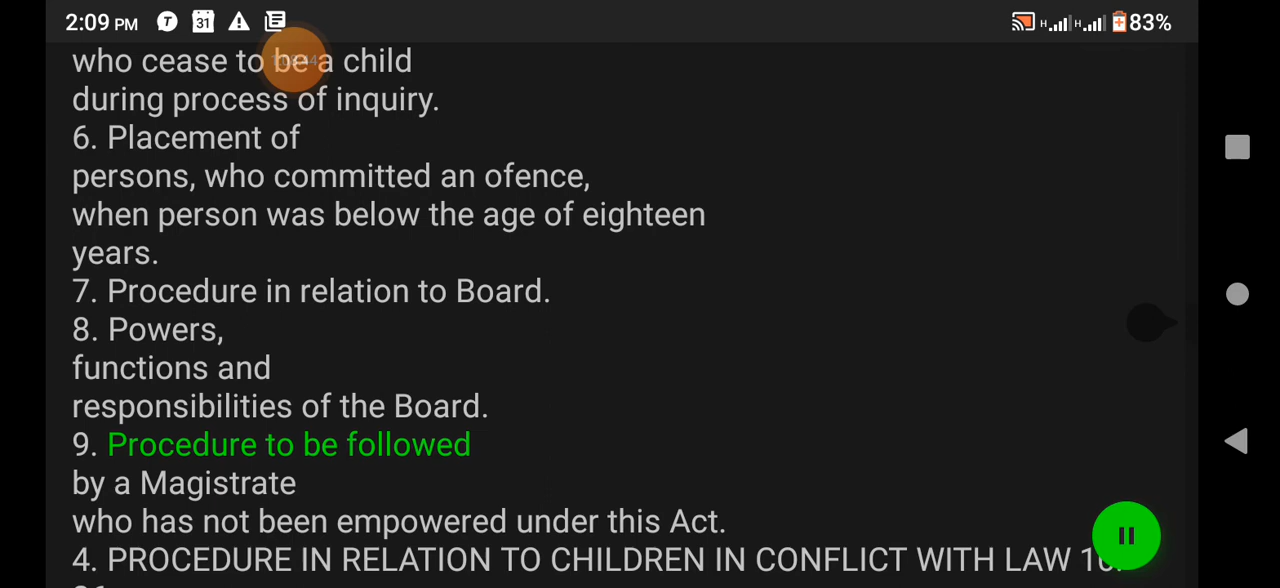 2:09 PM T 31 H H 83%
who cease to be a child
during process of inquiry.
6. Placement of
persons, who committed an ofence,
when person was below the age of eighteen
years.
7. Procedure in relation to Board.
8. Powers,
functions and
responsibilities of the Board.
9. Procedure to be followed
by a Magistrate
who has not been empowered under this Act.
4. PROCEDURE IN RELATION TO CHILDREN IN CONFLICT WITH LAW 10.